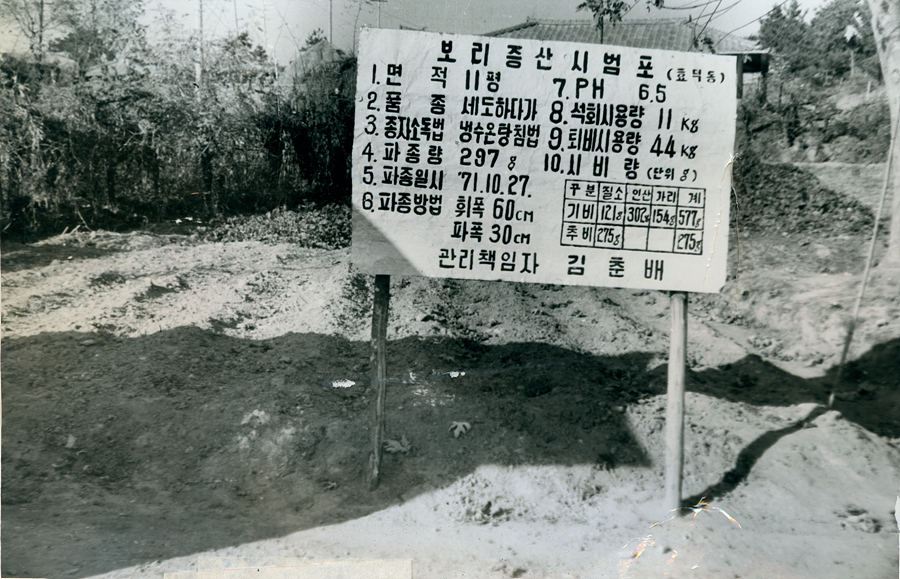 보리증산시범포 (효덕동)
1. 면 적 11평
2. 품 종 세도하다가
3. 종자소독법 냉수온탕침법
4. 파종량 297g
5. 파종일시 '71.10.27.
6. 파종방법 휘폭 60cm
파폭 30cm
7. PH 6.5
8. 석회시용량 11Kg
9. 퇴비시용량 44Kg
10. 시비량 (단위 g)
구분 질소 인산 가리 계
기비 121g 302g 154g 577g
추비 275g 275g
관리책임자 김춘배